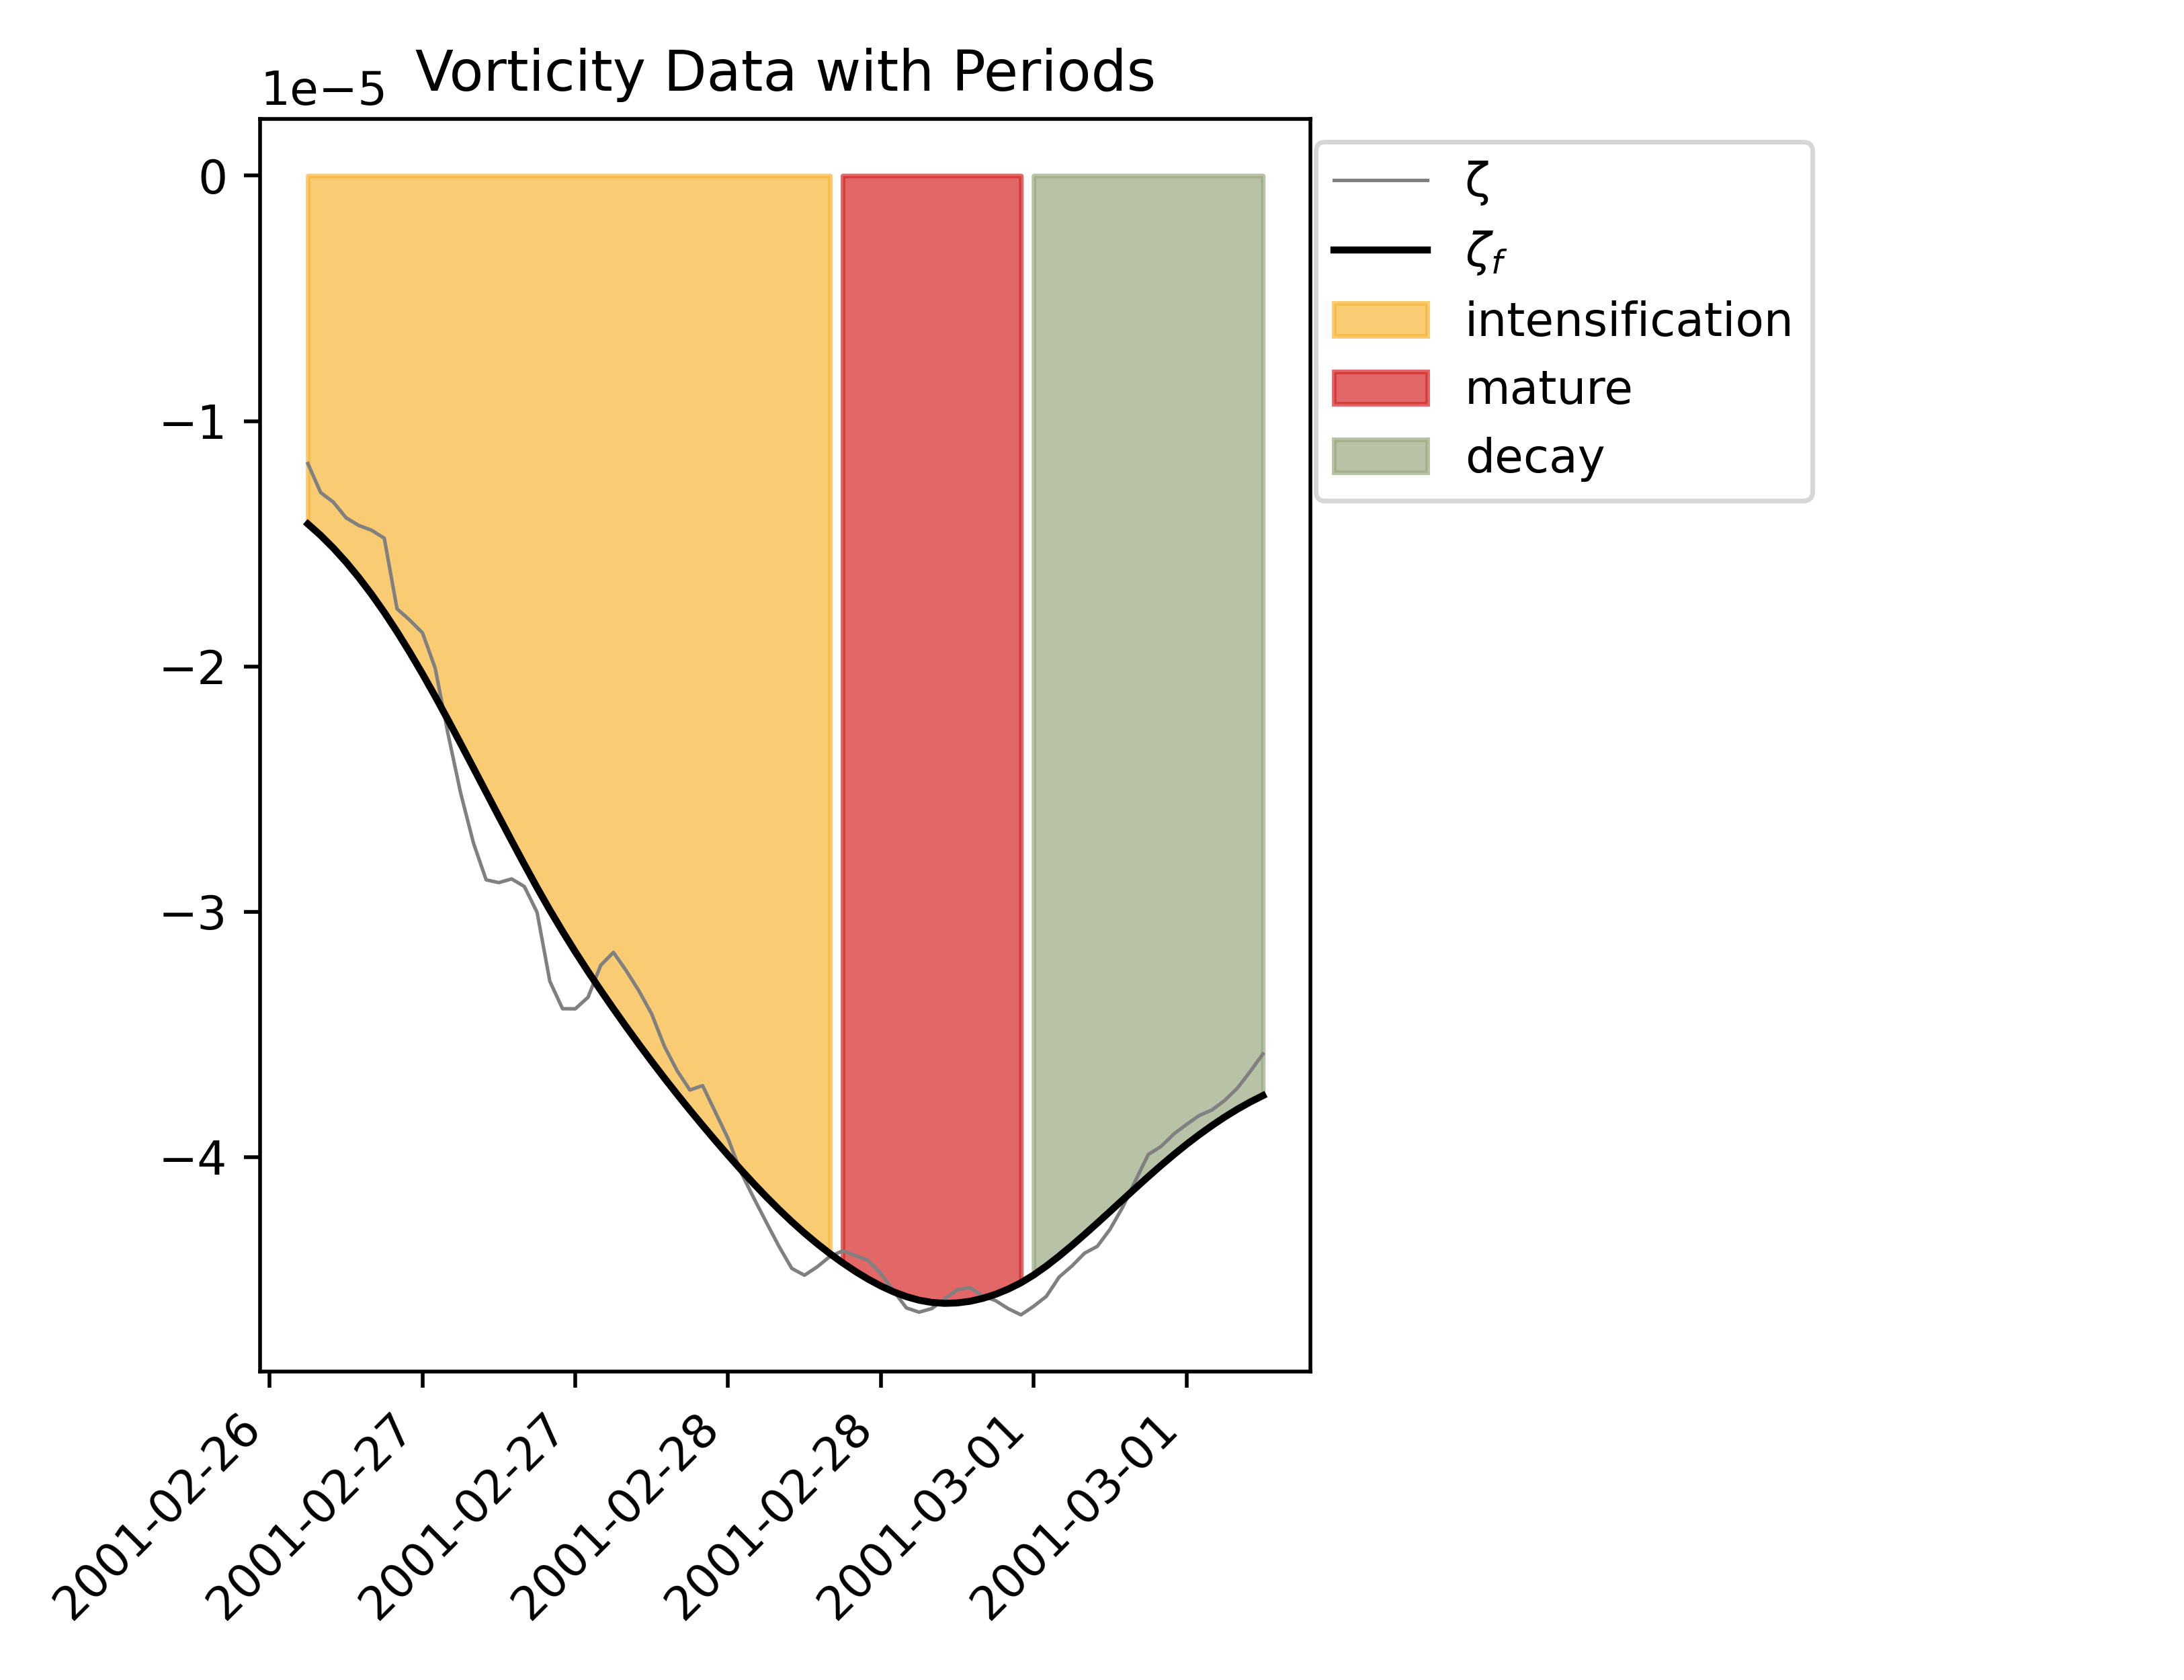 Vorticity Data with Periods
1e−5
0
−1
−2
−3
−4
2001-02-26
2001-02-27
2001-02-27
2001-02-28
2001-02-28
2001-03-01
2001-03-01
ζ
ζf
intensification
mature
decay